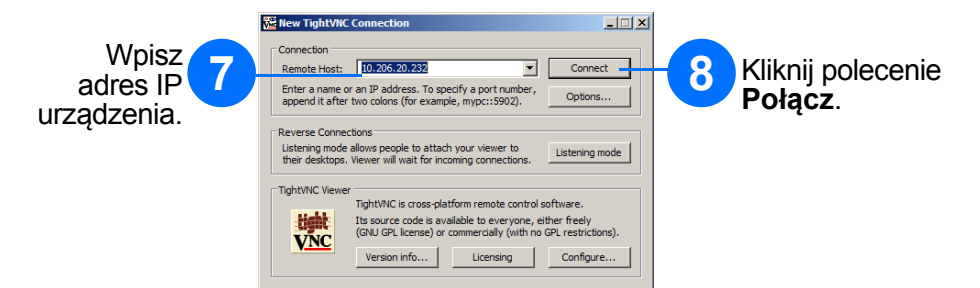 New TightVNC Connection
Wpisz
adres IP
urządzenia.
7
Connection
Remote Host: 10.206.20.232 Connect
Enter a name or an IP address. To specify a port number,
append it after two colons (for example, mypc::5902).
Options...
8
Kliknij polecenie
Połącz.
Reverse Connections
Listening mode allows people to attach your viewer to
their desktops. Viewer will wait for incoming connections.
Listening mode
TightVNC Viewer
TightVNC is cross-platform remote control software.
Its source code is available to everyone, either freely
(GNU GPL license) or commercially (with no GPL restrictions).
tight
VNC
Version info... Licensing Configure...